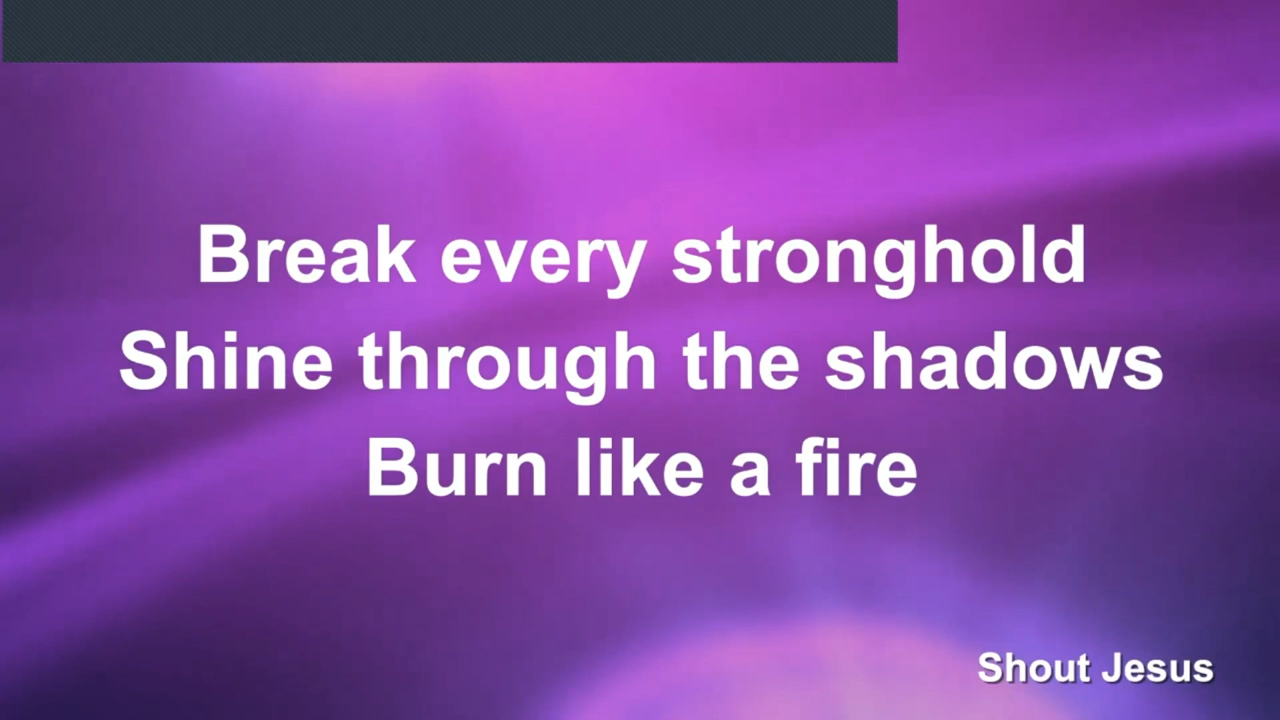 Break every stronghold
Shine through the shadows
Burn like a fire
Shout Jesus